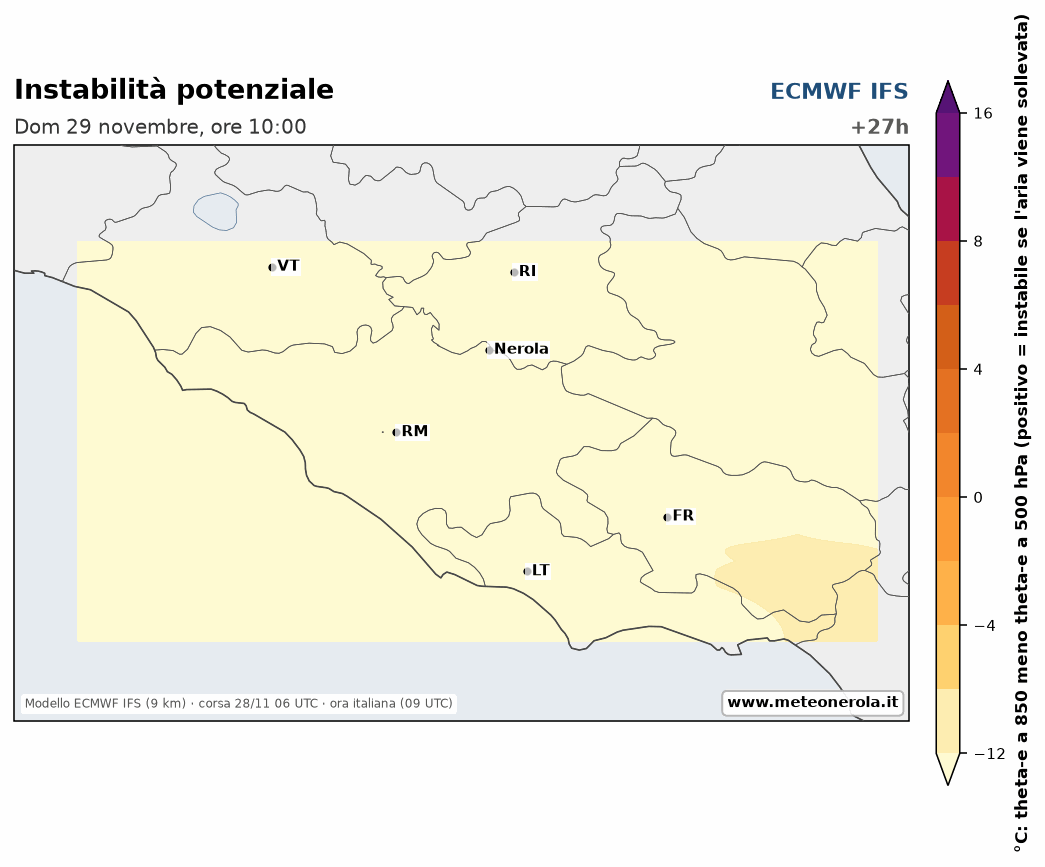 Instabilità potenziale
ECMWF IFS
Dom 29 novembre, ore 10:00
+27h
VT
RI
Nerola
RM
FR
LT
Modello ECMWF IFS (9 km) · corsa 28/11 06 UTC · ora italiana (09 UTC)
www.meteonerola.it
16
8
4
0
−4
−12
°C: theta-e a 850 meno theta-e a 500 hPa (positivo = instabile se l'aria viene sollevata)